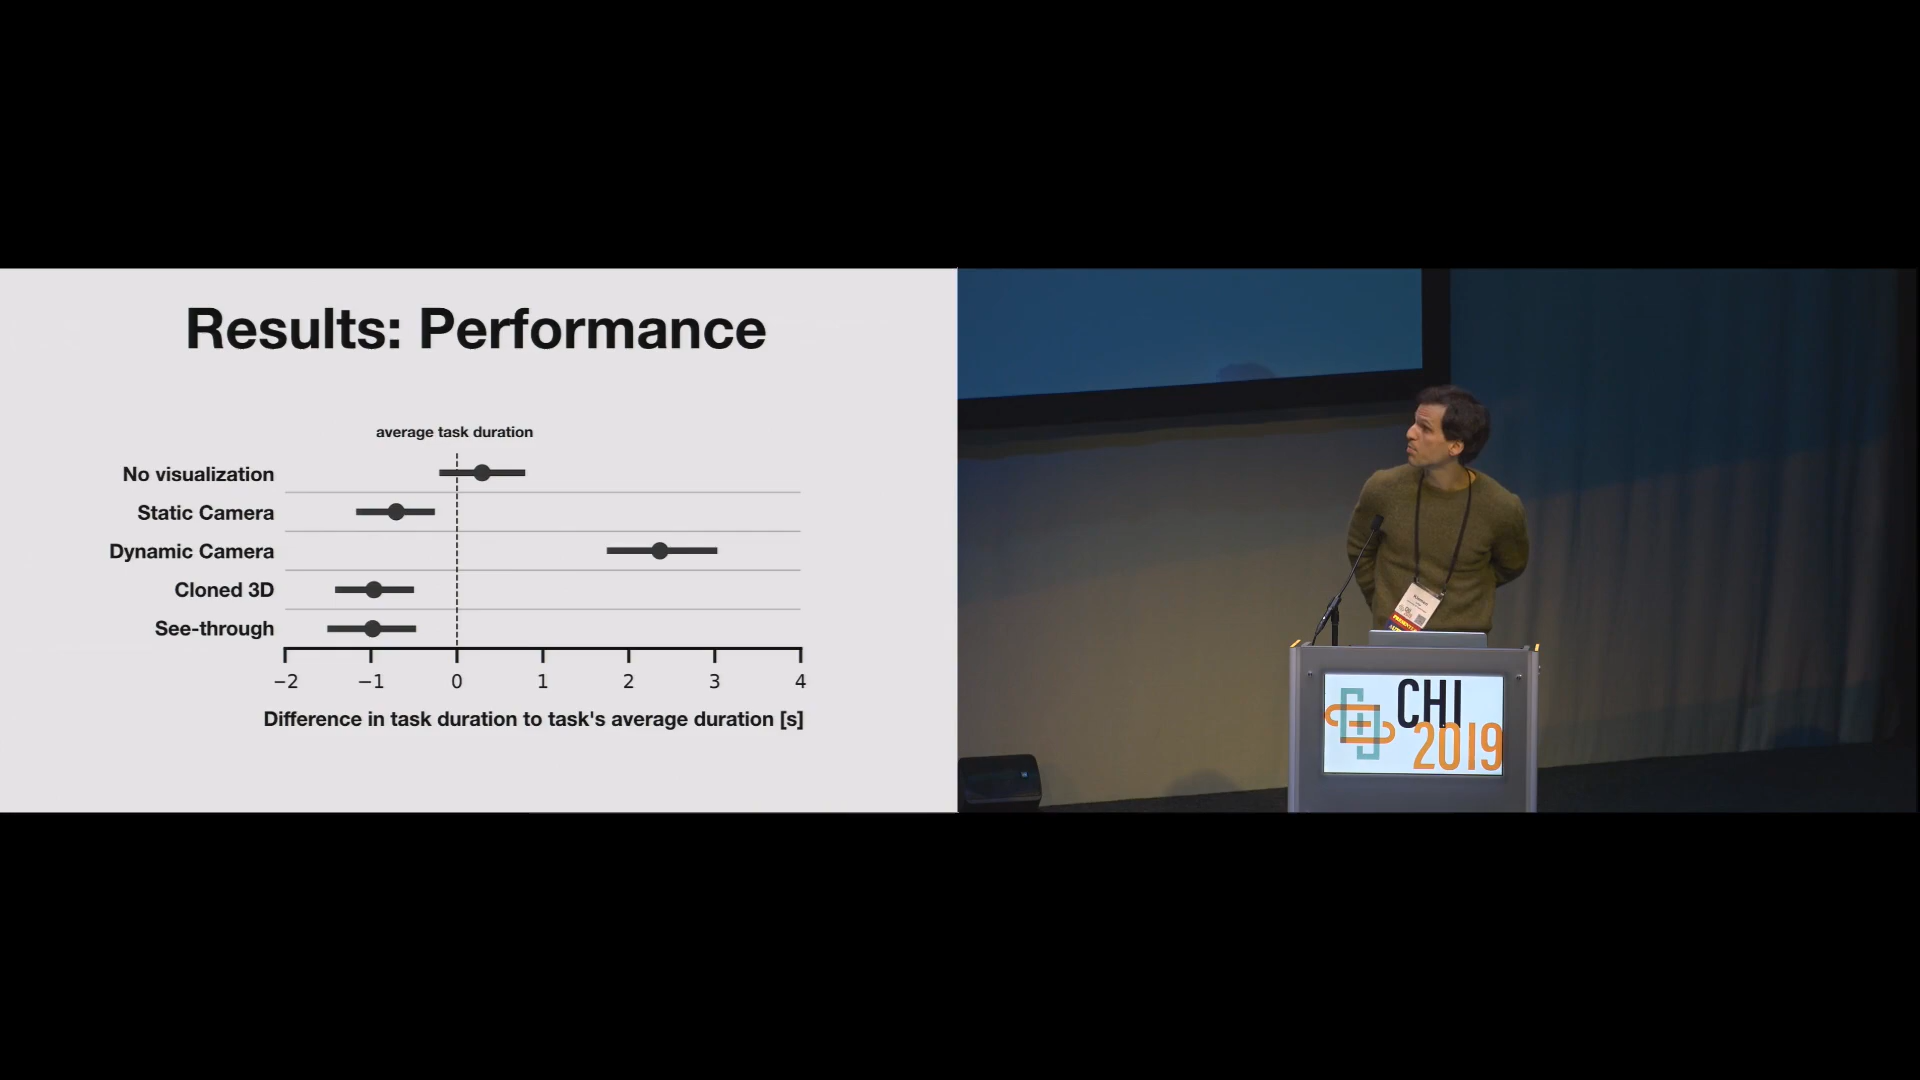 Results: Performance
average task duration
No visualization
Static Camera
Dynamic Camera
Cloned 3D
See-through
−2 −1 0 1 2 3 4
Difference in task duration to task's average duration [s]
CHI
2019